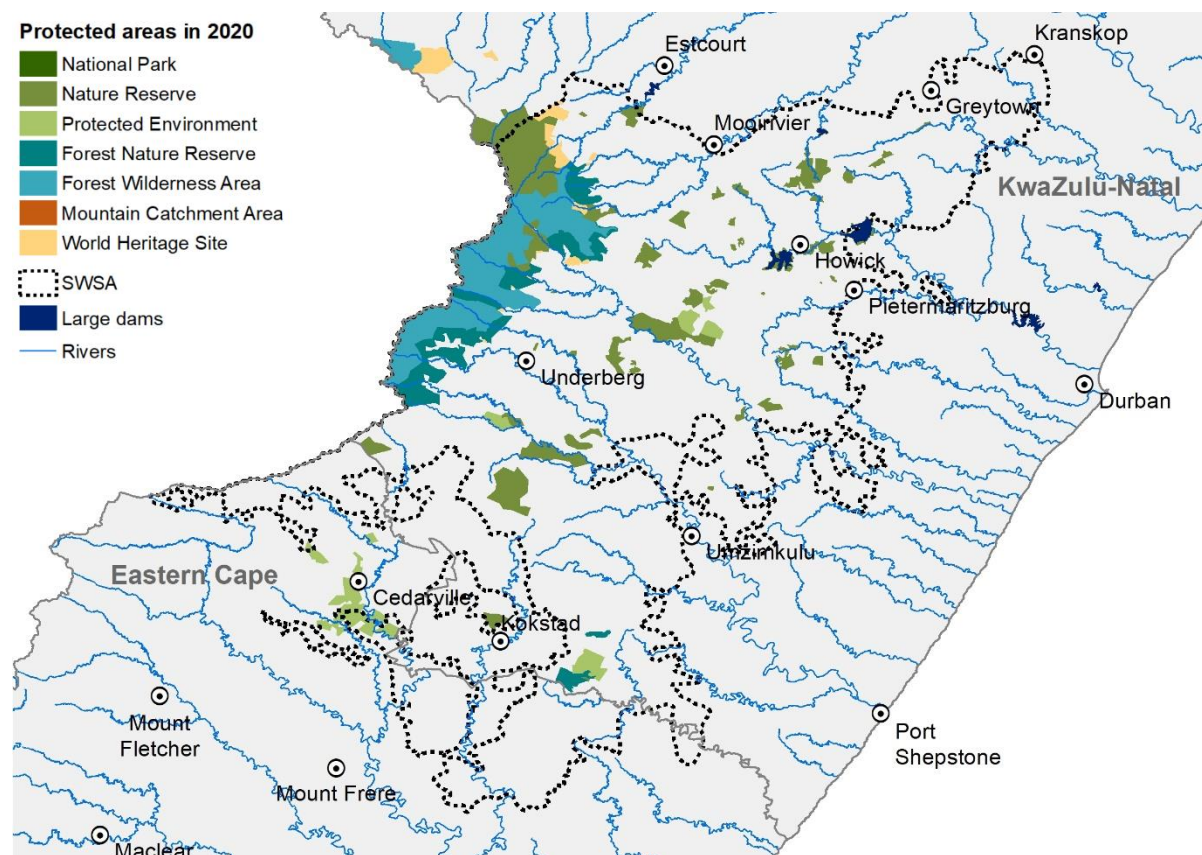 Protected areas in 2020
National Park
Nature Reserve
Protected Environment
Forest Nature Reserve
Forest Wilderness Area
Mountain Catchment Area
World Heritage Site
SWSA
Large dams
Rivers
Estcourt
Kranskop
Greytown
Mooirivier
KwaZulu-Natal
Howick
Pietermaritzburg
Underberg
Durban
Umzimkulu
Eastern Cape
Cedarville
Kokstad
Mount
Fletcher
Port
Shepstone
Mount Frere
Maclear